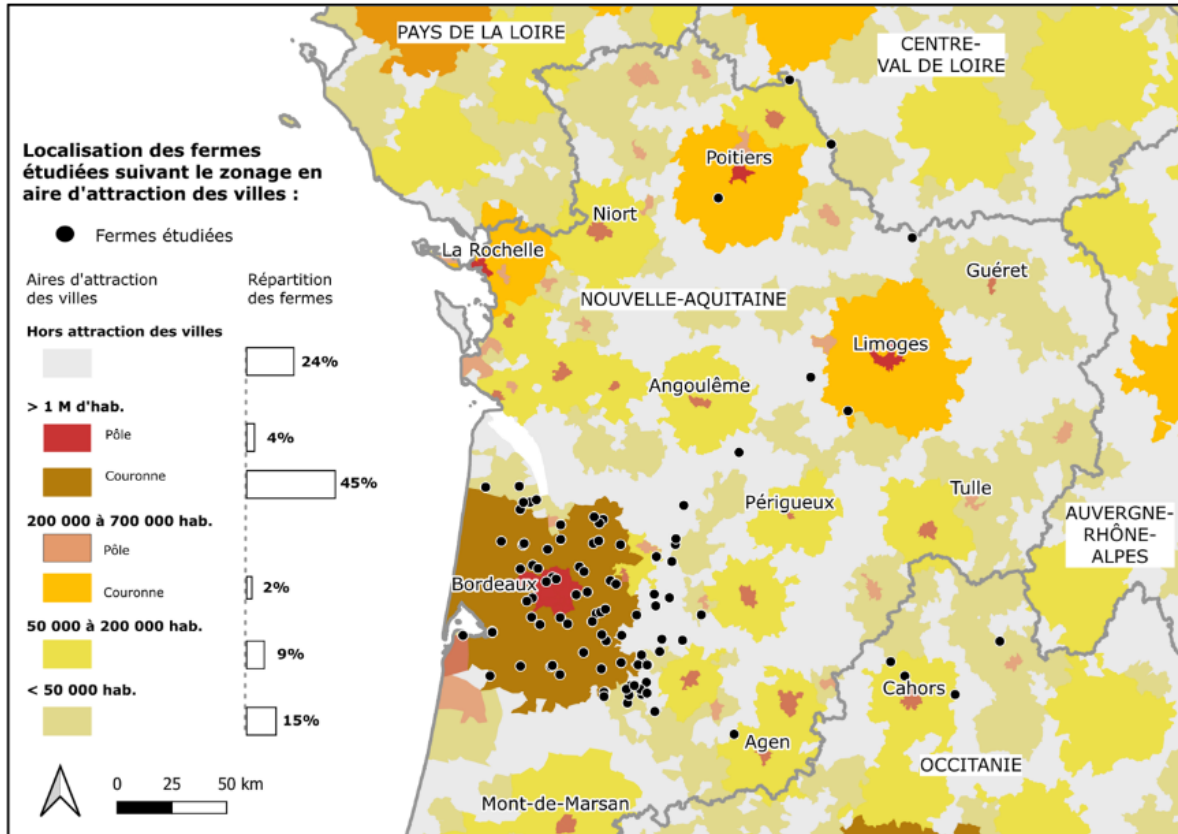 PAYS DE LA LOIRE
CENTRE-
VAL DE LOIRE
Localisation des fermes
étudiées suivant le zonage en
aire d'attraction des villes :
Fermes étudiées
Aires d'attraction
des villes
Répartition
des fermes
Hors attraction des villes
24%
> 1 M d'hab.
Pôle
4%
Couronne
45%
200 000 à 700 000 hab.
Pôle
Couronne
2%
50 000 à 200 000 hab.
9%
< 50 000 hab.
15%
0 25 50 km
Poitiers
Niort
La Rochelle
Guéret
NOUVELLE-AQUITAINE
Limoges
Angoulême
Périgueux
Tulle
AUVERGNE-
RHÔNE-
ALPES
Bordeaux
Cahors
Agen
OCCITANIE
Mont-de-Marsan